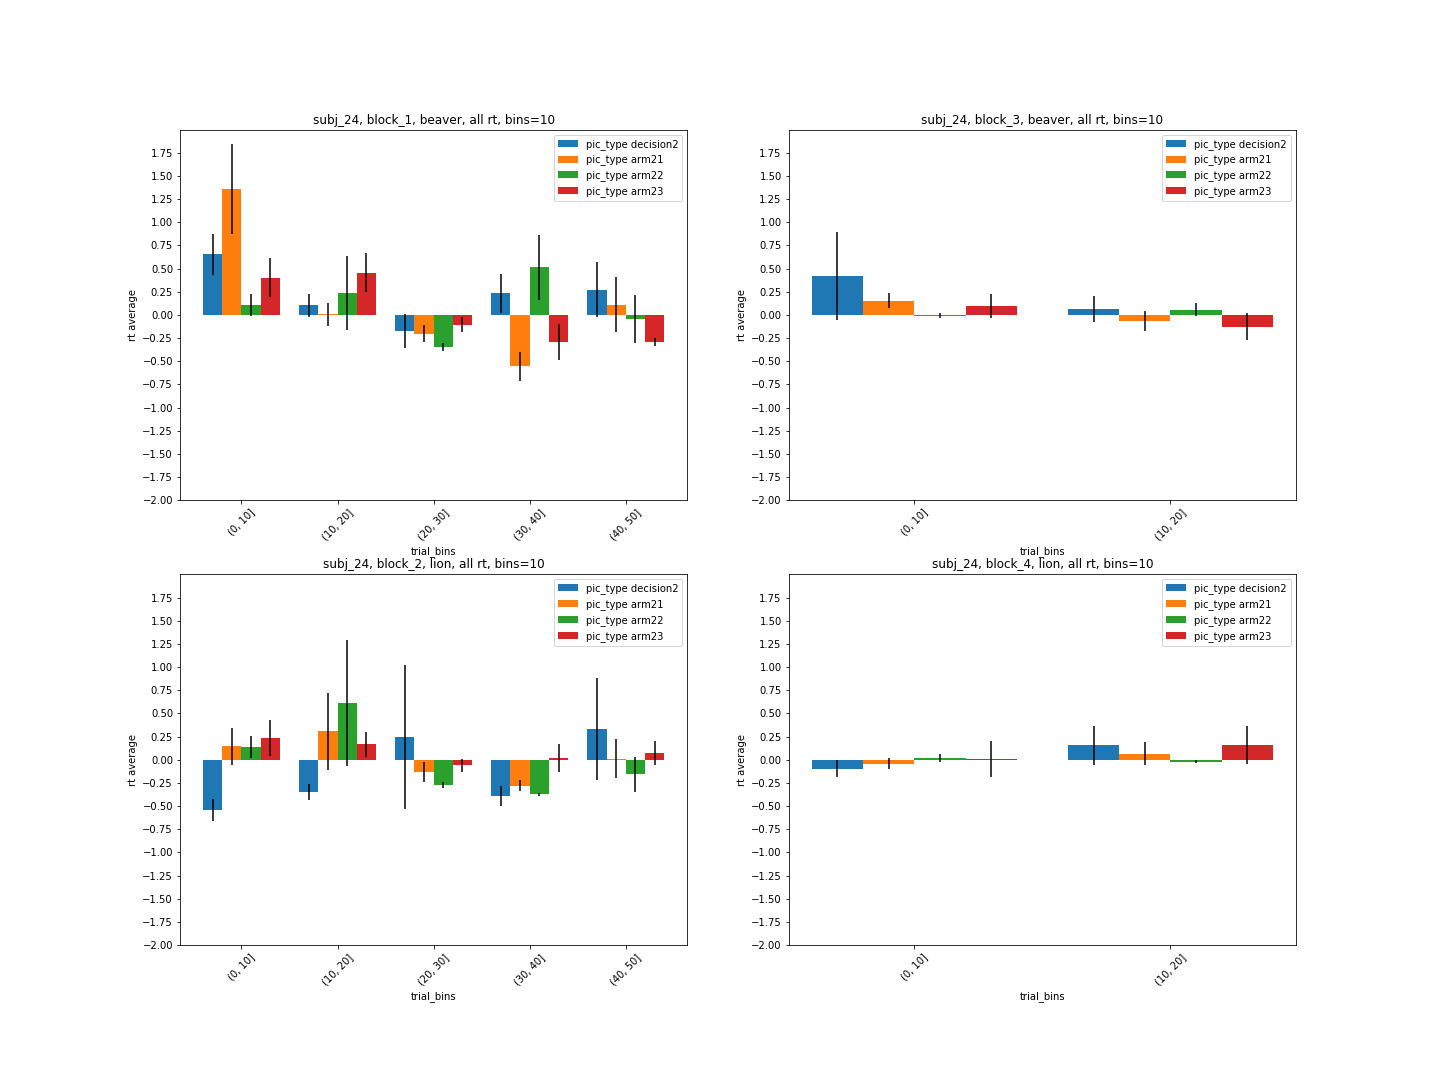 subj_24, block_1, beaver, all rt, bins=10
pic_type decision2
pic_type arm21
pic_type arm22
pic_type arm23
rt average
1.75
1.50
1.25
1.00
0.75
0.50
0.25
0.00
−0.25
−0.50
−0.75
−1.00
−1.25
−1.50
−1.75
−2.00
(0, 10]
(10, 20]
(20, 30]
(30, 40]
(40, 50]
trial_bins
subj_24, block_3, beaver, all rt, bins=10
pic_type decision2
pic_type arm21
pic_type arm22
pic_type arm23
rt average
1.75
1.50
1.25
1.00
0.75
0.50
0.25
0.00
−0.25
−0.50
−0.75
−1.00
−1.25
−1.50
−1.75
−2.00
(0, 10]
(10, 20]
trial_bins
subj_24, block_2, lion, all rt, bins=10
pic_type decision2
pic_type arm21
pic_type arm22
pic_type arm23
rt average
1.75
1.50
1.25
1.00
0.75
0.50
0.25
0.00
−0.25
−0.50
−0.75
−1.00
−1.25
−1.50
−1.75
−2.00
(0, 10]
(10, 20]
(20, 30]
(30, 40]
(40, 50]
trial_bins
subj_24, block_4, lion, all rt, bins=10
pic_type decision2
pic_type arm21
pic_type arm22
pic_type arm23
rt average
1.75
1.50
1.25
1.00
0.75
0.50
0.25
0.00
−0.25
−0.50
−0.75
−1.00
−1.25
−1.50
−1.75
−2.00
(0, 10]
(10, 20]
trial_bins